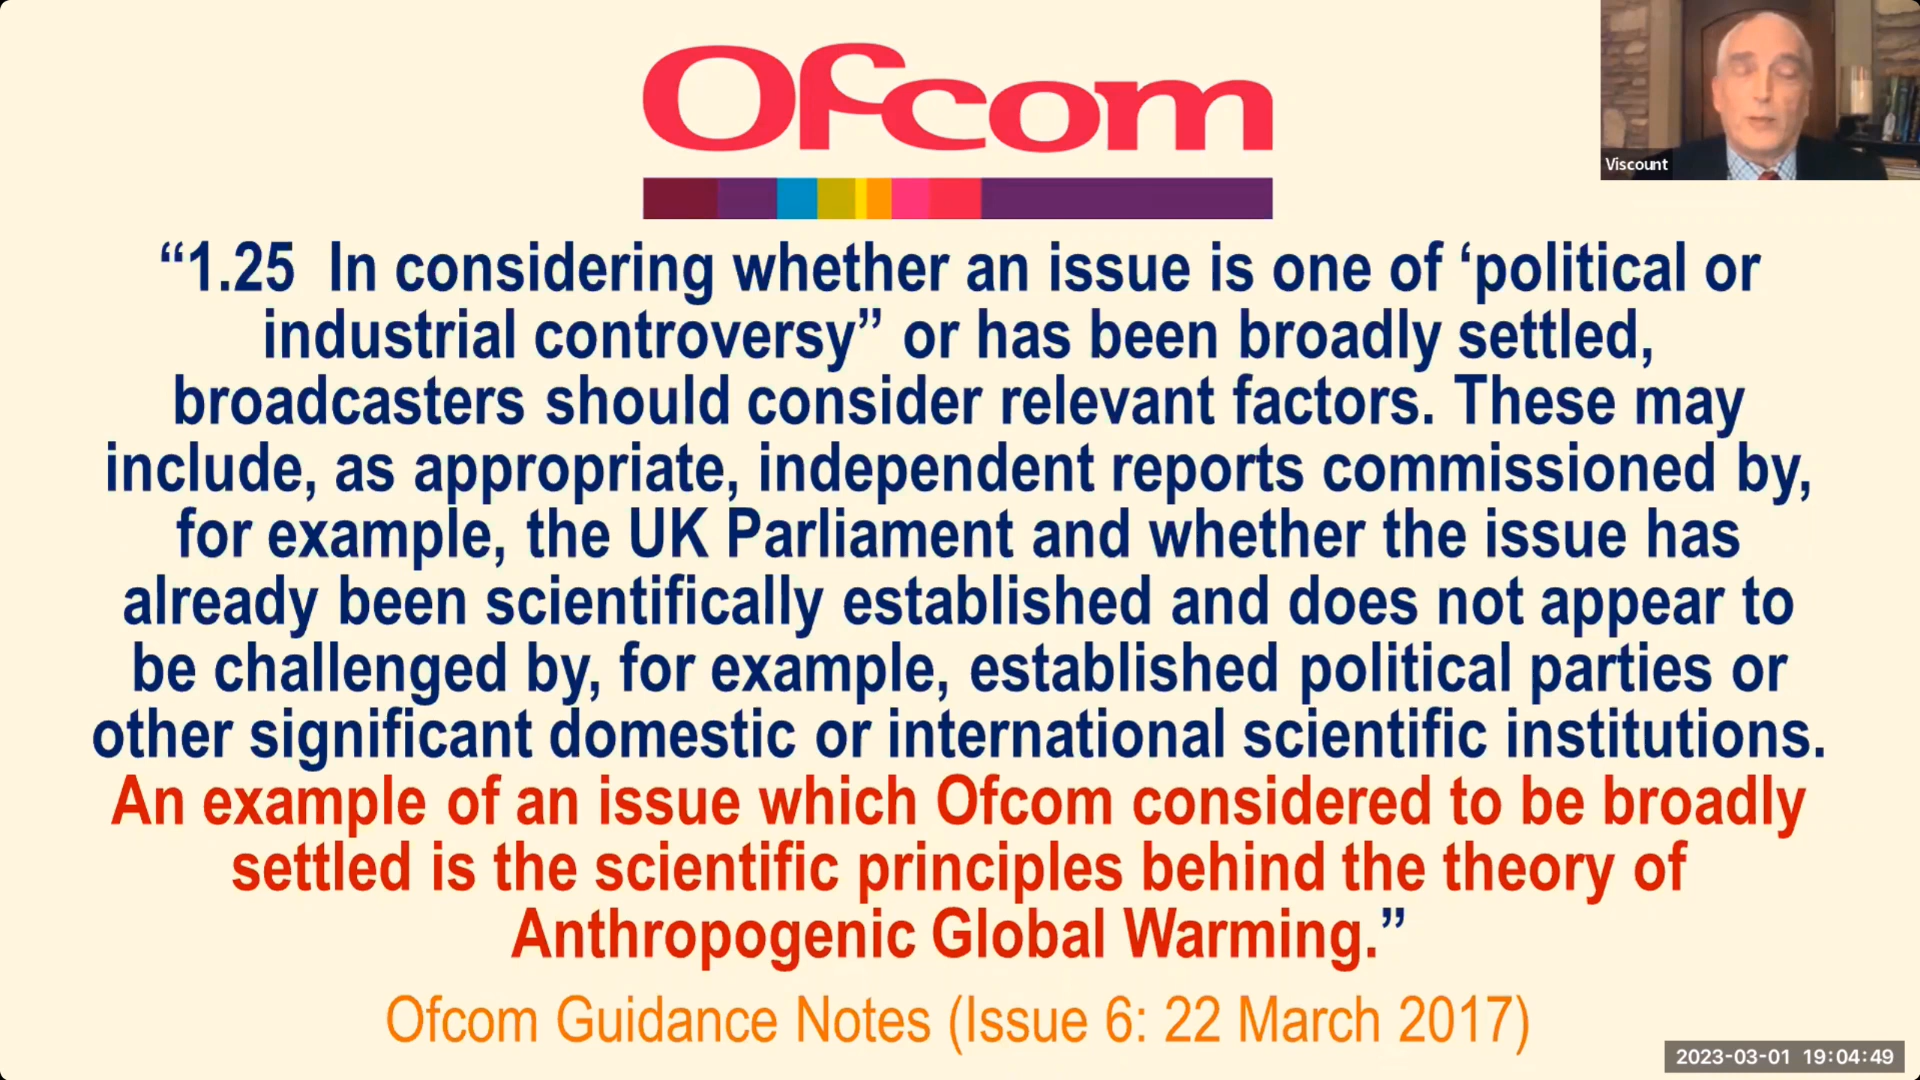 Ofcom
Viscount
“1.25 In considering whether an issue is one of ‘political or
industrial controversy” or has been broadly settled,
broadcasters should consider relevant factors. These may
include, as appropriate, independent reports commissioned by,
for example, the UK Parliament and whether the issue has
already been scientifically established and does not appear to
be challenged by, for example, established political parties or
other significant domestic or international scientific institutions.
An example of an issue which Ofcom considered to be broadly
settled is the scientific principles behind the theory of
Anthropogenic Global Warming.”
Ofcom Guidance Notes (Issue 6: 22 March 2017)
2023-03-01 19:04:49